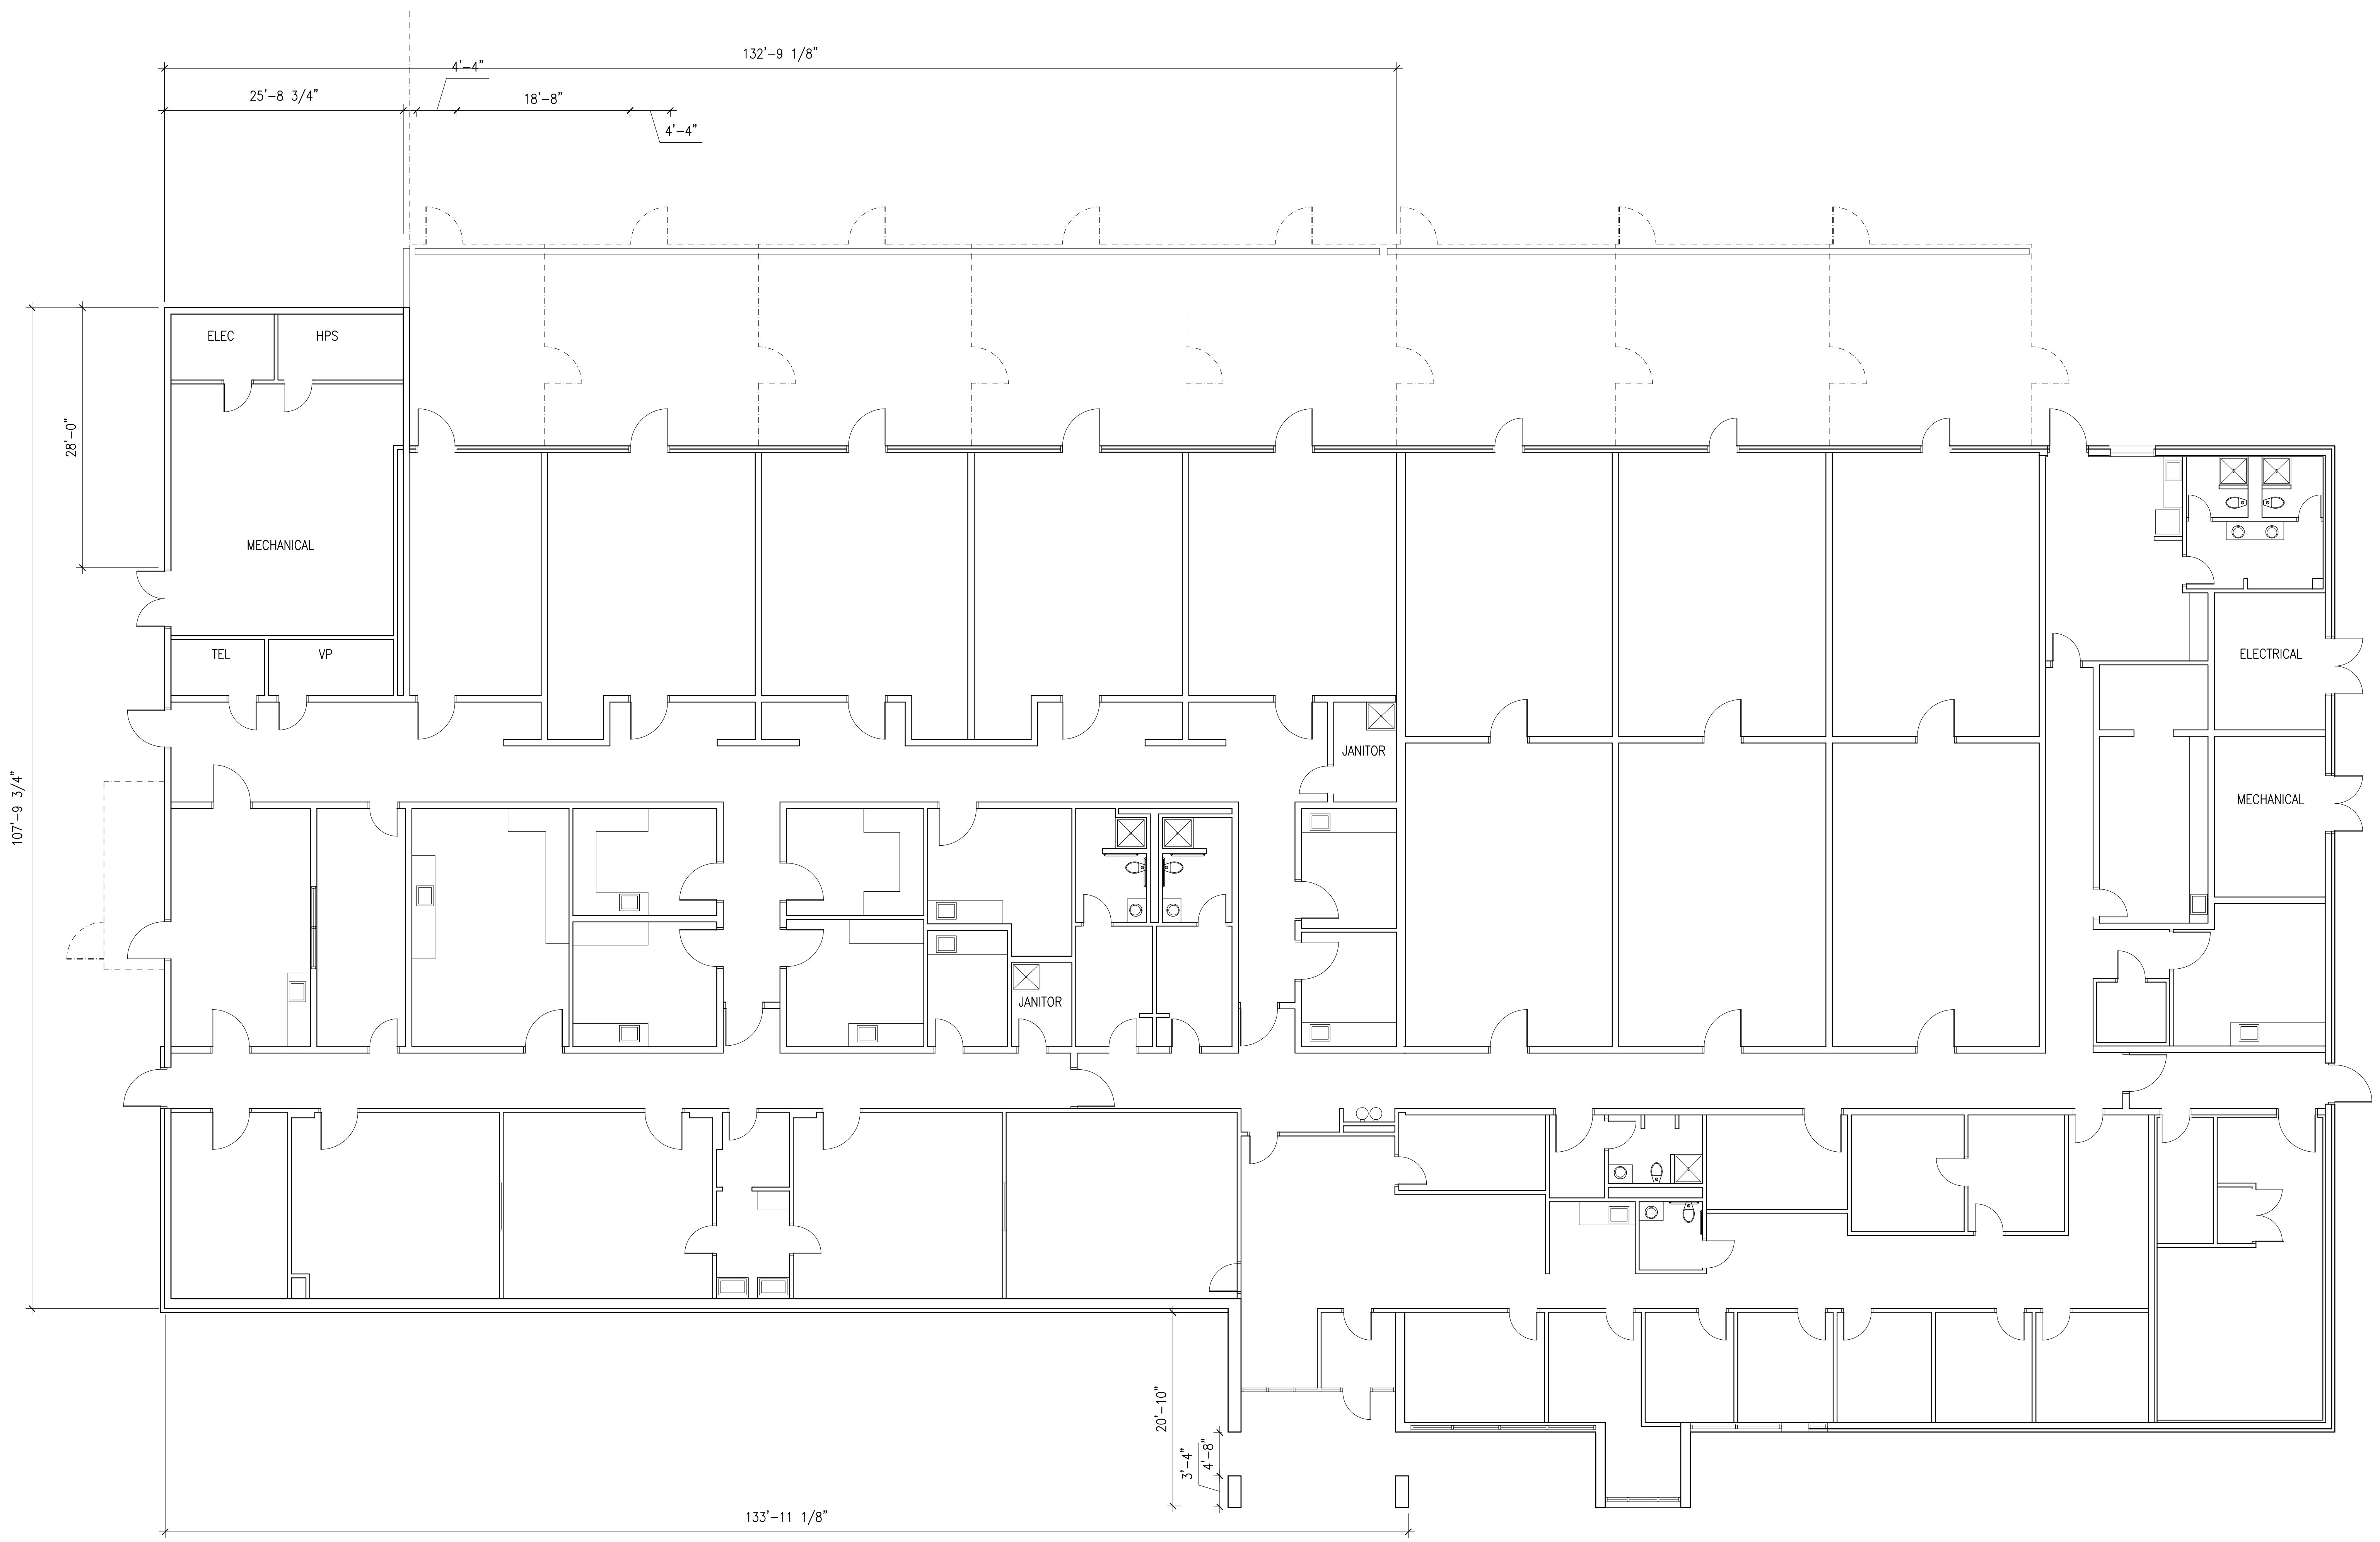 132'-9 1/8"
4'-4"
25'-8 3/4"
18'-8"
4'-4"
ELEC
HPS
28'-0"
MECHANICAL
TEL
VP
ELECTRICAL
JANITOR
107'-9 3/4"
MECHANICAL
JANITOR
20'-10"
3'-4"
4'-8"
133'-11 1/8"